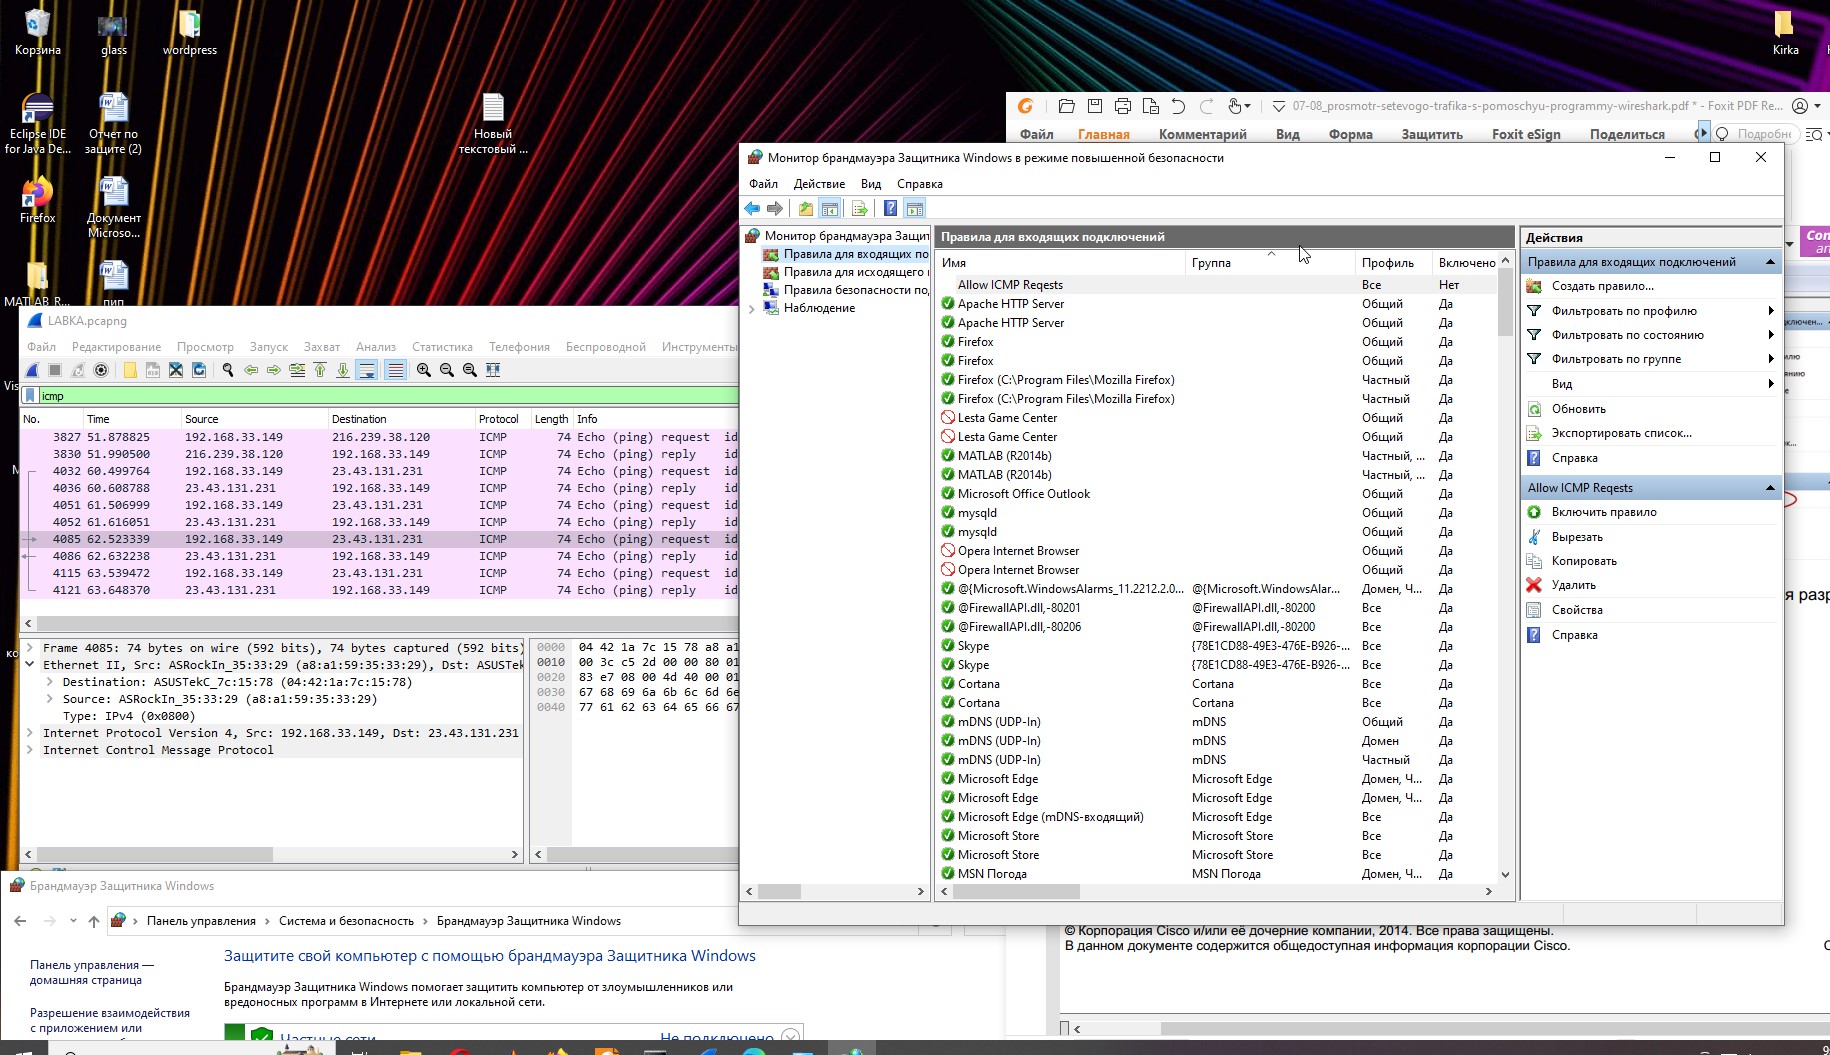 Корзина
glass
wordpress
Kirka
Eclipse IDE
for Java De...
Отчет по
защите (2)
Новый
текстовый ...
Firefox
Документ
Microso...
MATLAB_R...
пип
07-08_prosmotr-setevogo-trafika-s-pomoschyu-programmy-wireshark.pdf * - Foxit PDF Re...
Файл Главная Комментарий Вид Форма Защитить Foxit eSign Поделиться
Монитор брандмауэра Защитника Windows в режиме повышенной безопасности
Файл Действие Вид Справка
Монитор брандмауэра Защит
Правила для входящих по
Правила для исходящего
Правила безопасности по
Наблюдение
Правила для входящих подключений
Имя Группа Профиль Включено
Allow ICMP Reqests Все Нет
Apache HTTP Server Общий Да
Apache HTTP Server Общий Да
Firefox Общий Да
Firefox Общий Да
Firefox (C:\Program Files\Mozilla Firefox) Частный Да
Firefox (C:\Program Files\Mozilla Firefox) Частный Да
Lesta Game Center Общий Да
Lesta Game Center Общий Да
MATLAB (R2014b) Частный, ... Да
MATLAB (R2014b) Частный, ... Да
Microsoft Office Outlook Общий Да
mysqld Общий Да
mysqld Общий Да
Opera Internet Browser Общий Да
Opera Internet Browser Общий Да
@{Microsoft.WindowsAlarms_11.2212.2.0... @{Microsoft.WindowsAlar... Домен, Ч... Да
@FirewallAPI.dll,-80201 @FirewallAPI.dll,-80200 Все Да
@FirewallAPI.dll,-80206 @FirewallAPI.dll,-80200 Все Да
Skype {78E1CD88-49E3-476E-B926-... Все Да
Skype {78E1CD88-49E3-476E-B926-... Все Да
Cortana Cortana Все Да
Cortana Cortana Все Да
mDNS (UDP-In) mDNS Общий Да
mDNS (UDP-In) mDNS Домен Да
mDNS (UDP-In) mDNS Частный Да
Microsoft Edge Microsoft Edge Домен, Ч... Да
Microsoft Edge Microsoft Edge Домен, Ч... Да
Microsoft Edge (mDNS-входящий) Microsoft Edge Все Да
Microsoft Store Microsoft Store Все Да
Microsoft Store Microsoft Store Все Да
MSN Погода MSN Погода Домен, Ч... Да
Действия
Правила для входящих подключений
Создать правило...
Фильтровать по профилю
Фильтровать по состоянию
Фильтровать по группе
Вид
Обновить
Экспортировать список...
Справка
Allow ICMP Reqests
Включить правило
Вырезать
Копировать
Удалить
Свойства
Справка
LABKA.pcapng
Файл Редактирование Просмотр Запуск Захват Анализ Статистика Телефония Беспроводной Инструменты
icmp
No. Time Source Destination Protocol Length Info
3827 51.878825 192.168.33.149 216.239.38.120 ICMP 74 Echo (ping) request id
3830 51.990500 216.239.38.120 192.168.33.149 ICMP 74 Echo (ping) reply id
4032 60.499764 192.168.33.149 23.43.131.231 ICMP 74 Echo (ping) request id
4036 60.608788 23.43.131.231 192.168.33.149 ICMP 74 Echo (ping) reply id
4051 61.506999 192.168.33.149 23.43.131.231 ICMP 74 Echo (ping) request id
4052 61.616051 23.43.131.231 192.168.33.149 ICMP 74 Echo (ping) reply id
4085 62.523339 192.168.33.149 23.43.131.231 ICMP 74 Echo (ping) request id
4086 62.632238 23.43.131.231 192.168.33.149 ICMP 74 Echo (ping) reply id
4115 63.539472 192.168.33.149 23.43.131.231 ICMP 74 Echo (ping) request id
4121 63.648370 23.43.131.231 192.168.33.149 ICMP 74 Echo (ping) reply id
Frame 4085: 74 bytes on wire (592 bits), 74 bytes captured (592 bits)
Ethernet II, Src: ASRockIn_35:33:29 (a8:a1:59:35:33:29), Dst: ASUSTek
Destination: ASUSTekC_7c:15:78 (04:42:1a:7c:15:78)
Source: ASRockIn_35:33:29 (a8:a1:59:35:33:29)
Type: IPv4 (0x0800)
Internet Protocol Version 4, Src: 192.168.33.149, Dst: 23.43.131.231
Internet Control Message Protocol
0000 04 42 1a 7c 15 78 a8 a1
0010 00 3c c5 2d 00 00 80 01
0020 83 e7 08 00 4d 40 00 01
0030 67 68 69 6a 6b 6c 6d 6e
0040 77 61 62 63 64 65 66 67
Брандмауэр Защитника Windows
Панель управления › Система и безопасность › Брандмауэр Защитника Windows
Панель управления —
домашняя страница
Разрешение взаимодействия
с приложением или
Защитите свой компьютер с помощью брандмауэра Защитника Windows
Брандмауэр Защитника Windows помогает защитить компьютер от злоумышленников или
вредоносных программ в Интернете или локальной сети.
Частные сети Не подключено
© Корпорация Cisco и/или её дочерние компании, 2014. Все права защищены.
В данном документе содержится общедоступная информация корпорации Cisco.